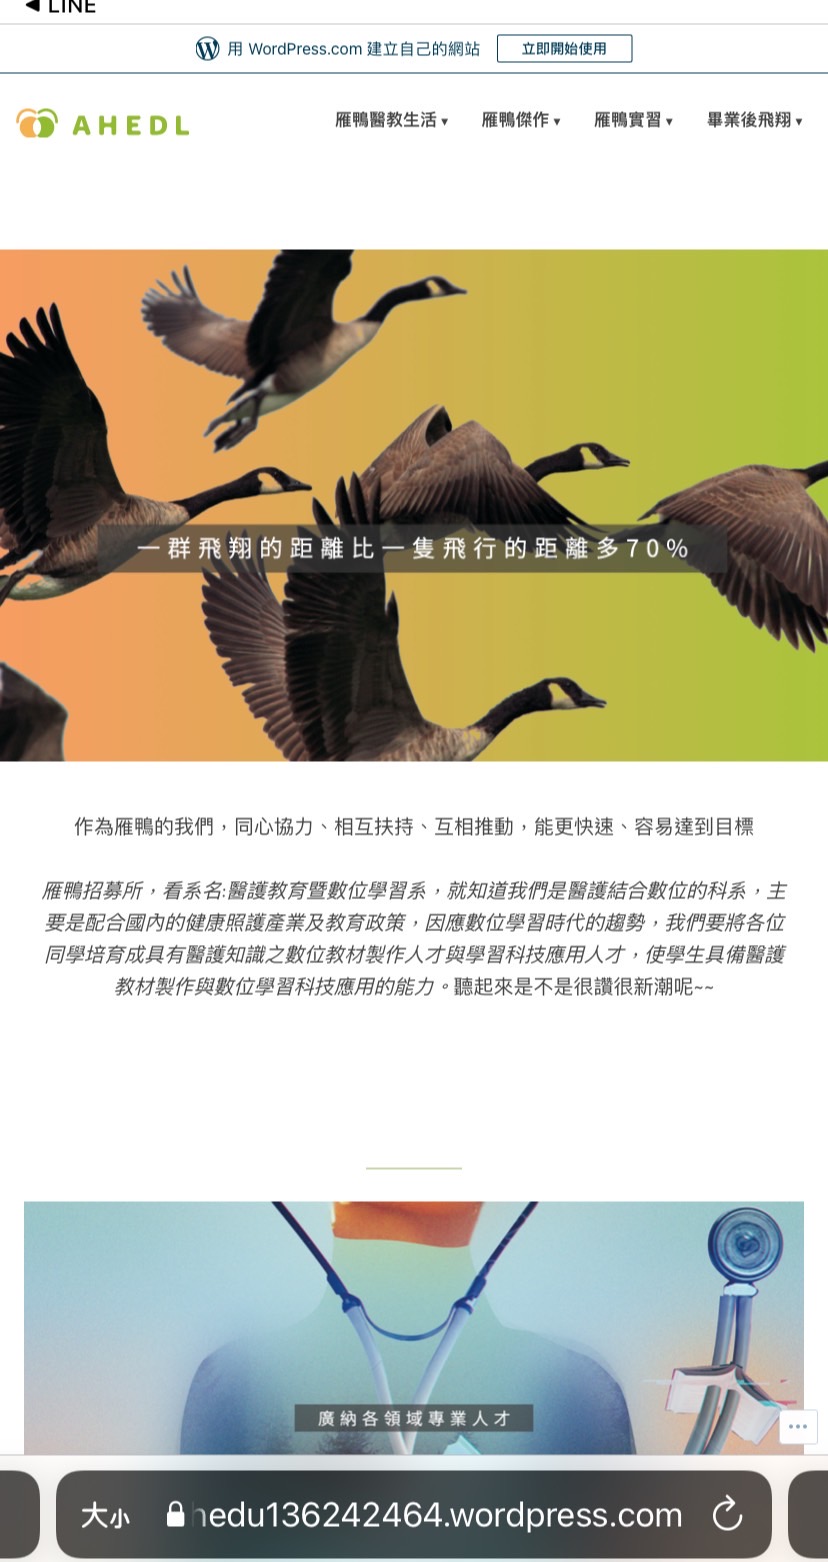 ◀ LINE
用 WordPress.com 建立自己的網站 立即開始使用
AHEDL 雁鴨醫教生活 ▾ 雁鴨傑作 ▾ 雁鴨實習 ▾ 畢業後飛翔 ▾
一群飛翔的距離比一隻飛行的距離多70%
作為雁鴨的我們，同心協力、相互扶持、互相推動，能更快速、容易達到目標
雁鴨招募所，看系名:醫護教育暨數位學習系，就知道我們是醫護結合數位的科系，主
要是配合國內的健康照護產業及教育政策，因應數位學習時代的趨勢，我們要將各位
同學培育成具有醫護知識之數位教材製作人才與學習科技應用人才，使學生具備醫護
教材製作與數位學習科技應用的能力。聽起來是不是很讚很新潮呢~~
廣納各領域專業人才
大小 hedu136242464.wordpress.com